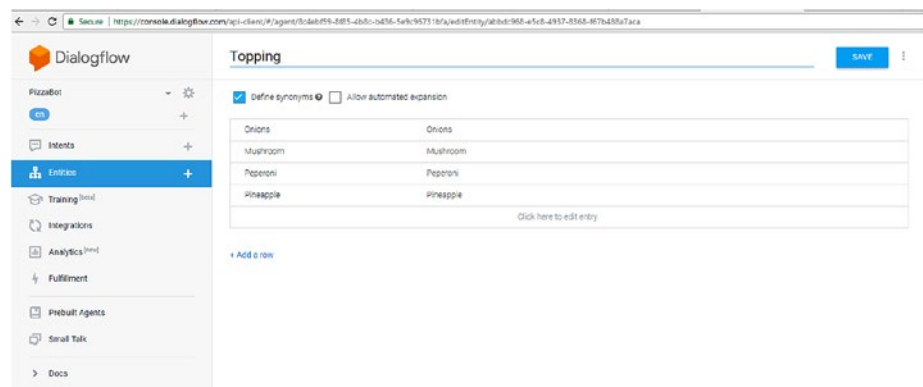 Secure | https://console.dialogflow.com/api-client/#/agent/
Dialogflow
Topping
SAVE
PizzaBot
en
Define synonyms
Allow automated expansion
Intents
Entities
Training [beta]
Integrations
Analytics [new]
Fulfillment
Prebuilt Agents
Small Talk
Docs
Onions Onions
Mushroom Mushroom
Peperoni Peperoni
Pineapple Pineapple
Click here to edit entry
+ Add a row